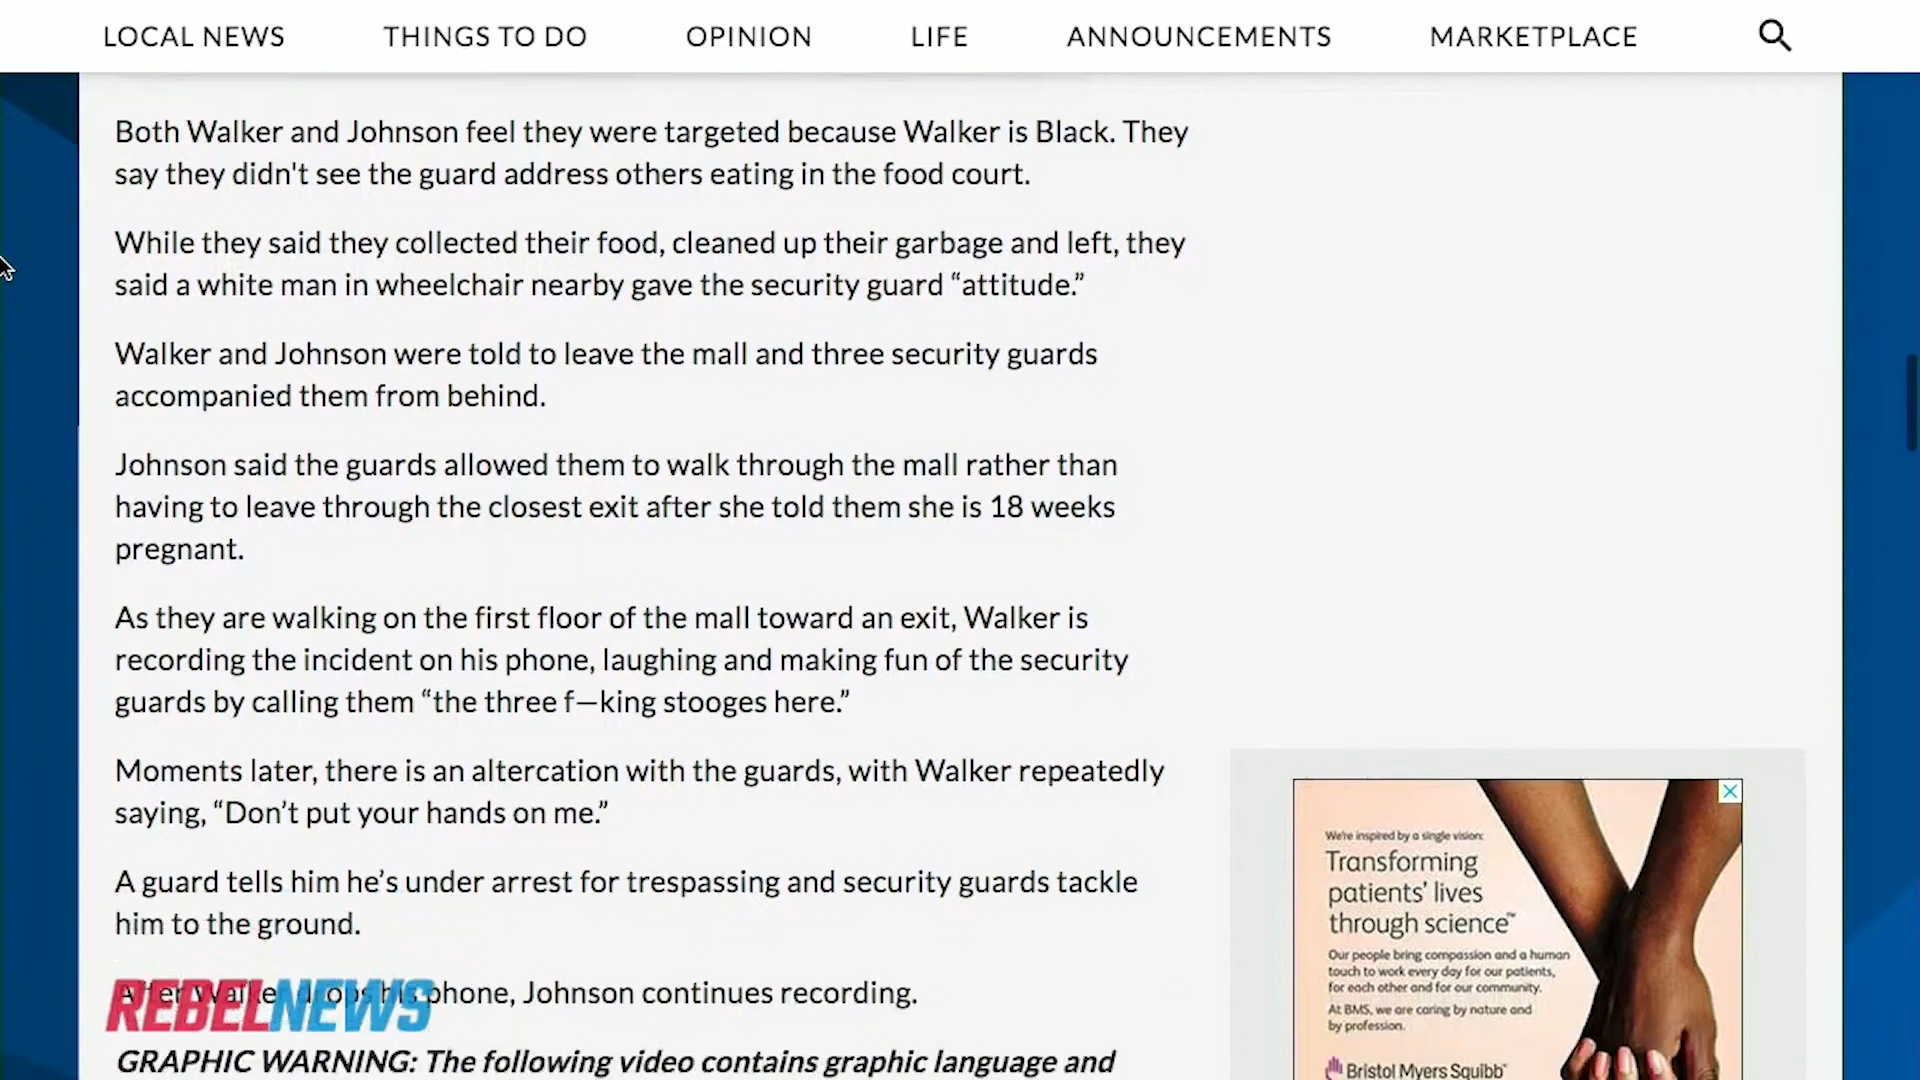 LOCAL NEWS THINGS TO DO OPINION LIFE ANNOUNCEMENTS MARKETPLACE
Both Walker and Johnson feel they were targeted because Walker is Black. They
say they didn't see the guard address others eating in the food court.
While they said they collected their food, cleaned up their garbage and left, they
said a white man in wheelchair nearby gave the security guard “attitude.”
Walker and Johnson were told to leave the mall and three security guards
accompanied them from behind.
Johnson said the guards allowed them to walk through the mall rather than
having to leave through the closest exit after she told them she is 18 weeks
pregnant.
As they are walking on the first floor of the mall toward an exit, Walker is
recording the incident on his phone, laughing and making fun of the security
guards by calling them “the three f—king stooges here.”
Moments later, there is an altercation with the guards, with Walker repeatedly
saying, “Don’t put your hands on me.”
A guard tells him he’s under arrest for trespassing and security guards tackle
him to the ground.
After Walker drops his phone, Johnson continues recording.
REBELNEWS
GRAPHIC WARNING: The following video contains graphic language and
We're inspired by a single vision:
Transforming
patients' lives
through science™
Our people bring compassion and a human
touch to work every day for our patients,
for each other and for our community.
At BMS, we are caring by nature and
by profession.
Bristol Myers Squibb™